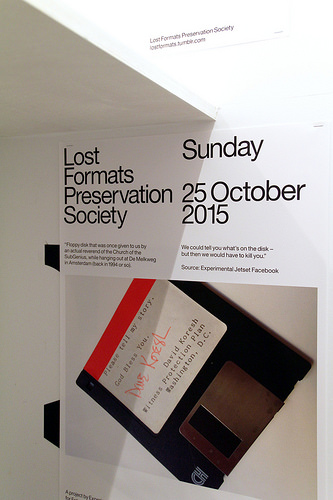 Lost Formats Preservation Society
lostformats.tumblr.com
Lost
Formats
Preservation
Society
Sunday
25 October
2015
"Floppy disk that was once given to us by
an actual reverend of the Church of the
SubGenius, while hanging out at De Melkweg
in Amsterdam (back in 1994 or so).
We could tell you what's on the disk –
but then we would have to kill you."
Source: Experimental Jetset Facebook
Please tell my story.
God Bless You.
David Koresh
Witness Protection Plan
Washington, D.C.
A project by
for